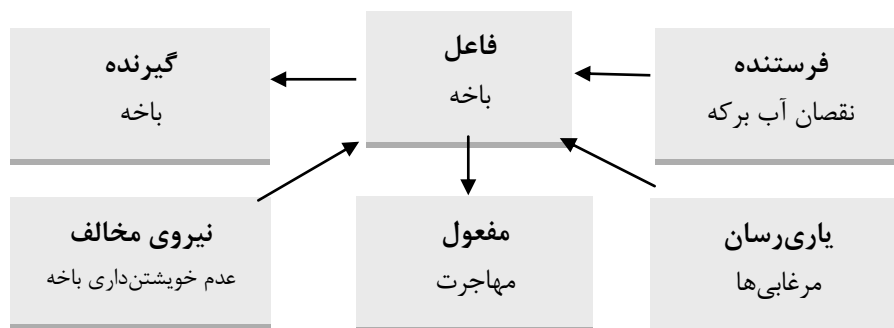 فرستنده
نقصان آب برکه
فاعل
باخه
گیرنده
باخه
یاری‌رسان
مرغابی‌ها
مفعول
مهاجرت
نیروی مخالف
عدم خویشتن‌داری باخه